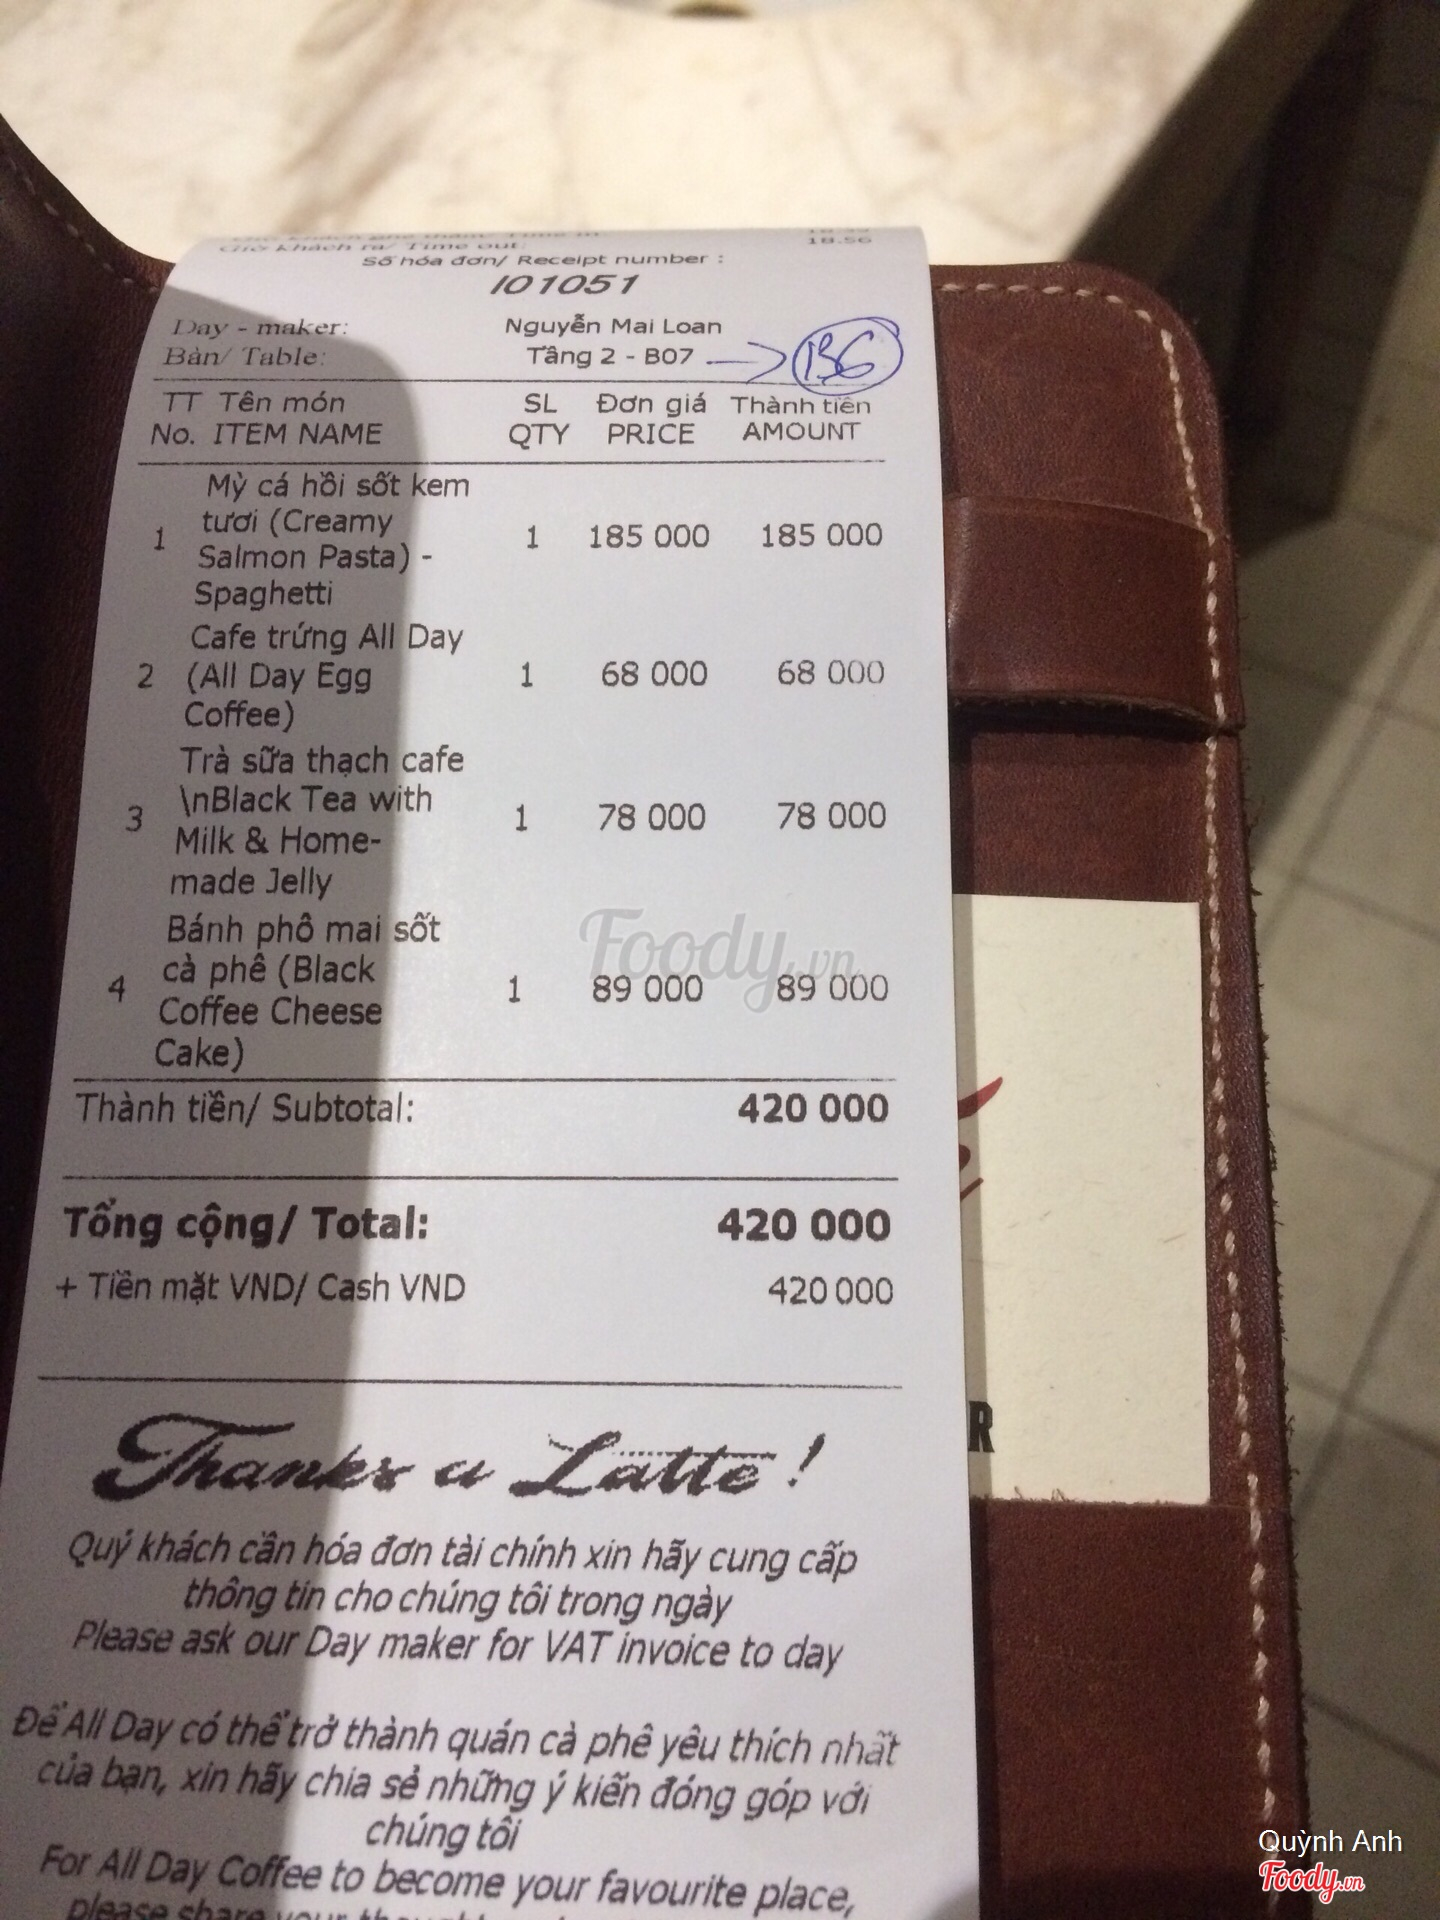 Giờ khách ra/ Time out: 18.56
Số hóa đơn/ Receipt number :
I01051
Day - maker: Nguyễn Mai Loan
Bàn/ Table: Tầng 2 - B07 B6
TT Tên món SL Đơn giá Thành tiền
No. ITEM NAME QTY PRICE AMOUNT
Mỳ cá hồi sốt kem
tươi (Creamy
1 Salmon Pasta) - 1 185 000 185 000
Spaghetti
Cafe trứng All Day
2 (All Day Egg 1 68 000 68 000
Coffee)
Trà sữa thạch cafe
3 \nBlack Tea with 1 78 000 78 000
Milk & Home-
made Jelly
Bánh phô mai sốt
4 cà phê (Black 1 89 000 89 000
Coffee Cheese
Cake)
Foody.vn
Thành tiền/ Subtotal: 420 000
Tổng cộng/ Total: 420 000
+ Tiền mặt VND/ Cash VND 420 000
R
Thanks a Latte !
Quý khách cần hóa đơn tài chính xin hãy cung cấp
thông tin cho chúng tôi trong ngày
Please ask our Day maker for VAT invoice to day
Để All Day có thể trở thành quán cà phê yêu thích nhất
của bạn, xin hãy chia sẻ những ý kiến đóng góp với
chúng tôi
For All Day Coffee to become your favourite place,
please share your
Quỳnh Anh
Foody.vn